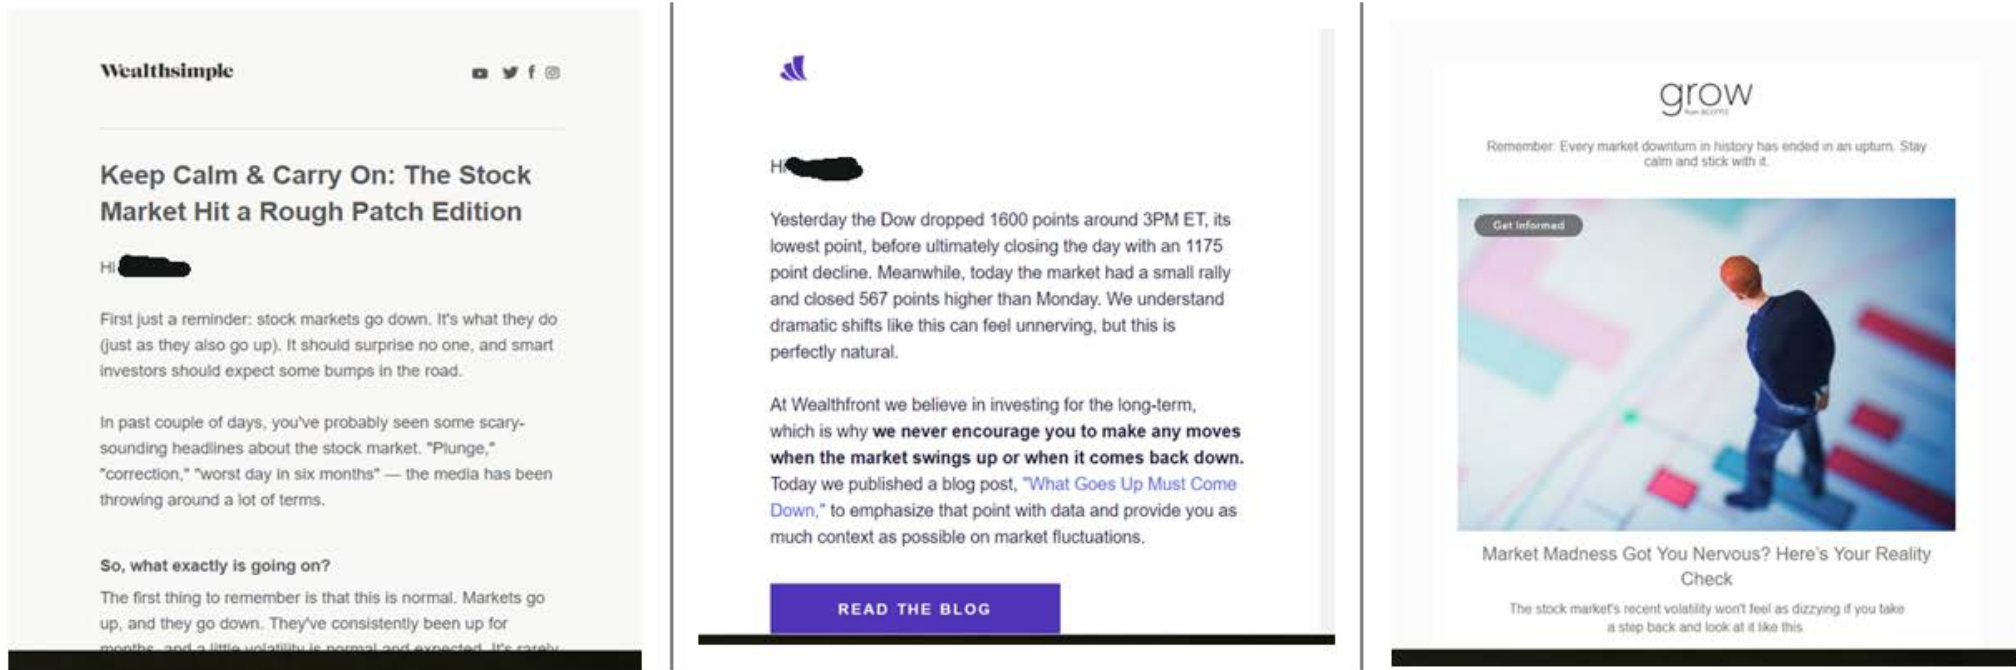 Wealthsimple
Keep Calm & Carry On: The Stock
Market Hit a Rough Patch Edition
Hi
First just a reminder: stock markets go down. It's what they do
(just as they also go up). It should surprise no one, and smart
investors should expect some bumps in the road.
In past couple of days, you've probably seen some scary-
sounding headlines about the stock market. "Plunge,"
"correction," "worst day in six months" — the media has been
throwing around a lot of terms.
So, what exactly is going on?
The first thing to remember is that this is normal. Markets go
up, and they go down. They've consistently been up for
months, and a little volatility is normal and expected. It's rarely
Hi
Yesterday the Dow dropped 1600 points around 3PM ET, its
lowest point, before ultimately closing the day with an 1175
point decline. Meanwhile, today the market had a small rally
and closed 567 points higher than Monday. We understand
dramatic shifts like this can feel unnerving, but this is
perfectly natural.
At Wealthfront we believe in investing for the long-term,
which is why we never encourage you to make any moves
when the market swings up or when it comes back down.
Today we published a blog post, "What Goes Up Must Come
Down," to emphasize that point with data and provide you as
much context as possible on market fluctuations.
READ THE BLOG
grow
from acorns
Remember: Every market downturn in history has ended in an upturn. Stay
calm and stick with it.
Get Informed
Market Madness Got You Nervous? Here's Your Reality
Check
The stock market's recent volatility won't feel as dizzying if you take
a step back and look at it like this